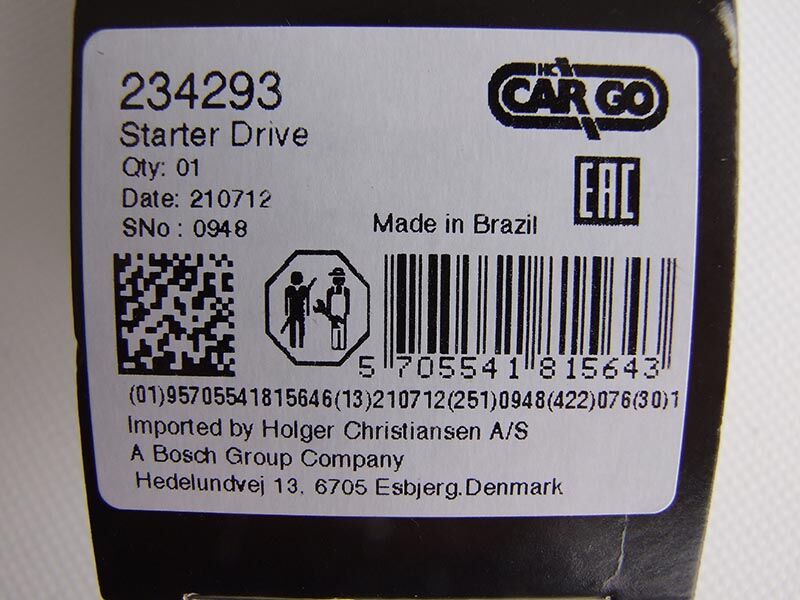 234293
HC
CARGO
Starter Drive
Qty: 01
Date: 210712
EAC
SNo : 0948
Made in Brazil
5 705541 815643
(01)95705541815646(13)210712(251)0948(422)076(30)1
Imported by Holger Christiansen A/S
A Bosch Group Company
Hedelundvej 13, 6705 Esbjerg.Denmark